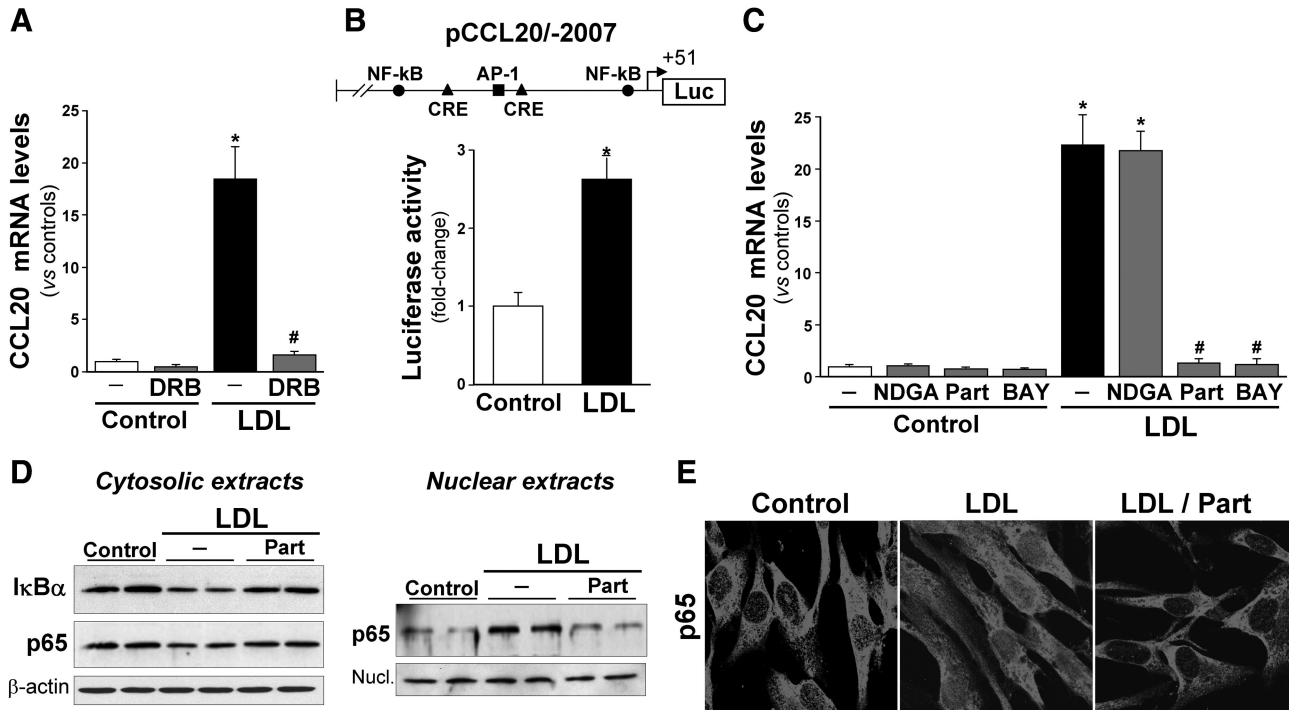 A
CCL20 mRNA levels
(vs controls)
25
20
15
10
5
0
*
#
– DRB – DRB
Control LDL
B
pCCL20/-2007
+51
NF-kB AP-1 NF-kB
CRE CRE
Luc
Luciferase activity
(fold-change)
3
2
1
0
*
Control LDL
C
CCL20 mRNA levels
(vs controls)
25
20
15
10
5
0
* *
# #
– NDGA Part BAY – NDGA Part BAY
Control LDL
D
Cytosolic extracts
LDL
Control – Part
IκBα
p65
β-actin
Nuclear extracts
LDL
Control – Part
p65
Nucl.
E
Control LDL LDL / Part
p65